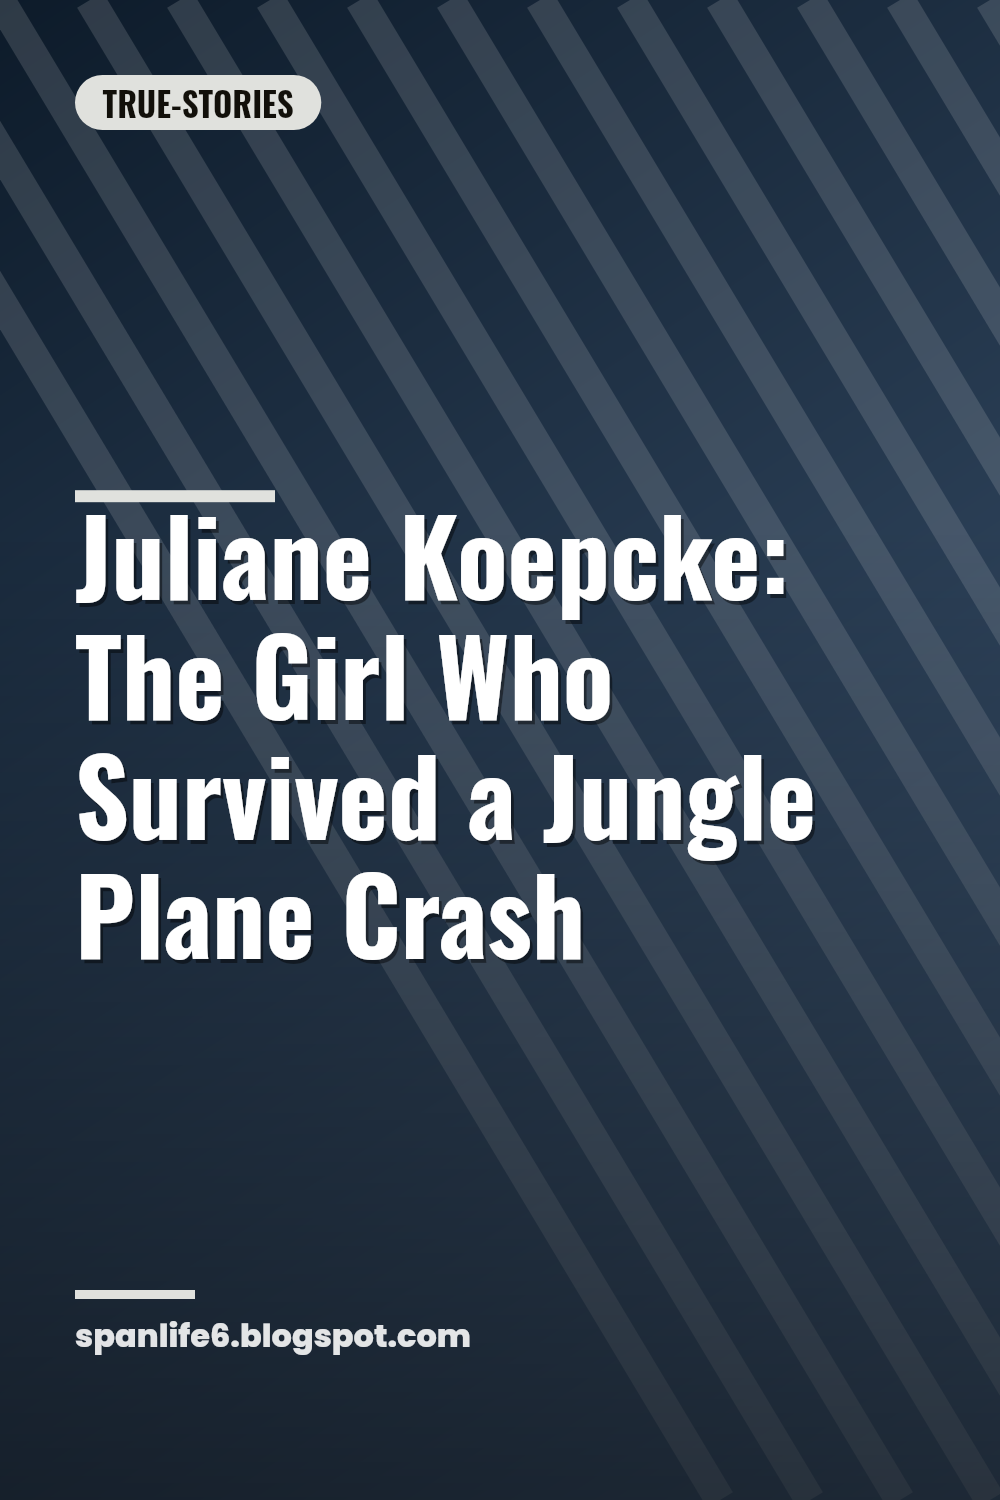 TRUE-STORIES
Juliane Koepcke:
The Girl Who
Survived a Jungle
Plane Crash
spanlife6.blogspot.com